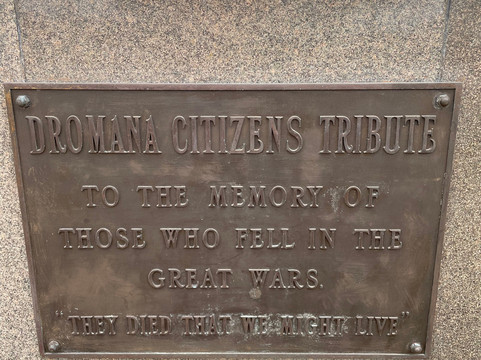 DROMANA CITIZENS TRIBUTE
TO THE MEMORY OF
THOSE WHO FELL IN THE
GREAT WARS.
"THEY DIED THAT WE MIGHT LIVE"